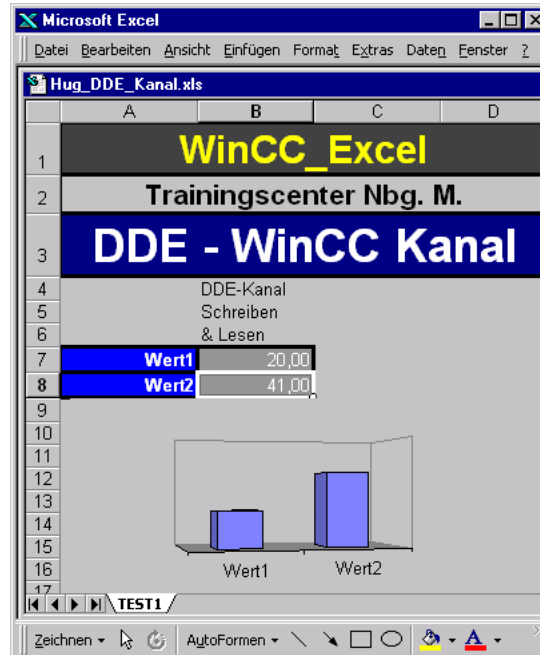 Microsoft Excel
Datei Bearbeiten Ansicht Einfügen Format Extras Daten Fenster ?
Hug_DDE_Kanal.xls
A B C D
1 WinCC_Excel
2 Trainingscenter Nbg. M.
3 DDE - WinCC Kanal
4 DDE-Kanal
5 Schreiben
6 & Lesen
7 Wert1 20,00
8 Wert2 41,00
9
10
11
12
13
14
15
16 Wert1 Wert2
17
TEST1
Zeichnen AutoFormen A